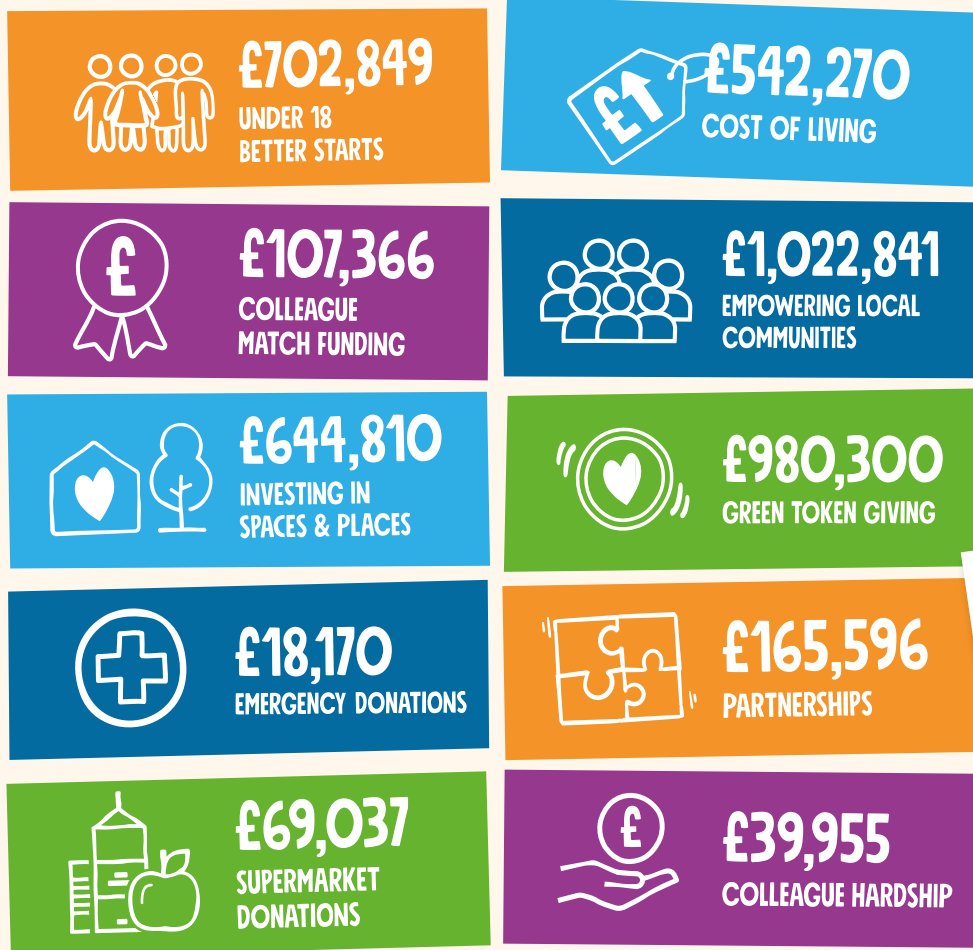 £702,849
UNDER 18
BETTER STARTS
£1
£542,270
COST OF LIVING
£
£107,366
COLLEAGUE
MATCH FUNDING
£1,022,841
EMPOWERING LOCAL
COMMUNITIES
£644,810
INVESTING IN
SPACES & PLACES
£980,300
GREEN TOKEN GIVING
£18,170
EMERGENCY DONATIONS
£165,596
PARTNERSHIPS
£69,037
SUPERMARKET
DONATIONS
£
£39,955
COLLEAGUE HARDSHIP